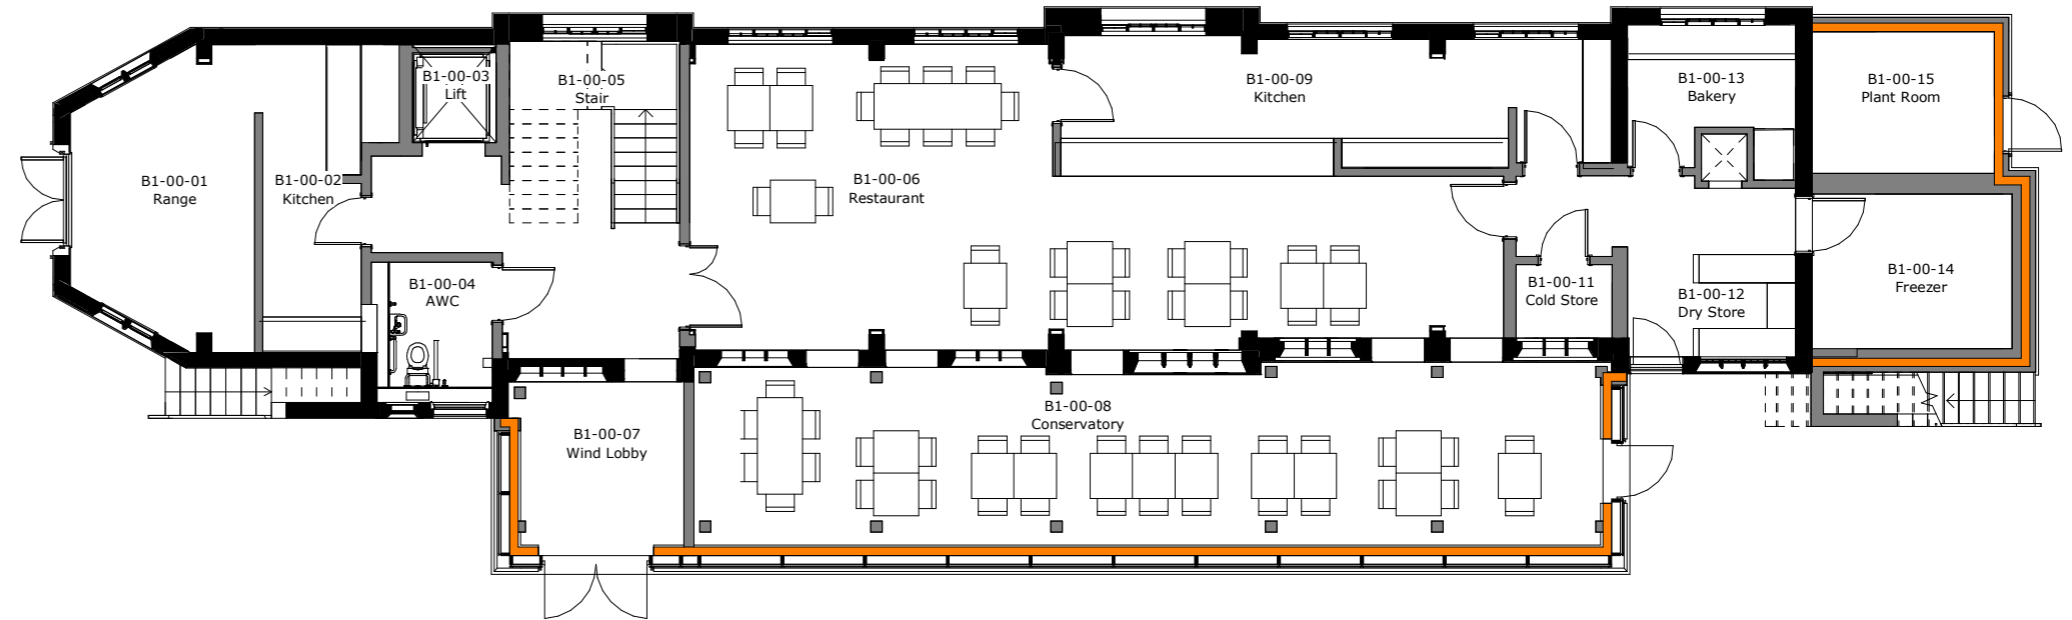 B1-00-01
Range
B1-00-02
Kitchen
B1-00-03
Lift
B1-00-04
AWC
B1-00-05
Stair
B1-00-06
Restaurant
B1-00-07
Wind Lobby
B1-00-08
Conservatory
B1-00-09
Kitchen
B1-00-11
Cold Store
B1-00-12
Dry Store
B1-00-13
Bakery
B1-00-14
Freezer
B1-00-15
Plant Room